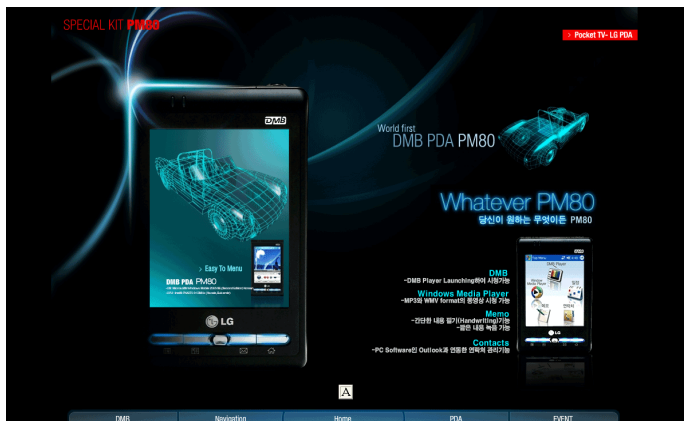 SPECIAL KIT PM80
> Pocket TV- LG PDA
DMB
World first
DMB PDA PM80
Whatever PM80
당신이 원하는 무엇이든 PM80
> Easy To Menu
DMB PDA PM80
LG
DMB
-DMB Player Launching하여 시청가능
Windows Media Player
-MP3와 WMV format의 동영상 시청 가능
Memo
-간단한 내용 필기(Handwriting)기능
-짧은 내용 녹음 가능
Contacts
-PC Software인 Outlook과 연동한 연락처 관리기능
DMB Player
A
DMB
Navigation
Home
PDA
EVENT